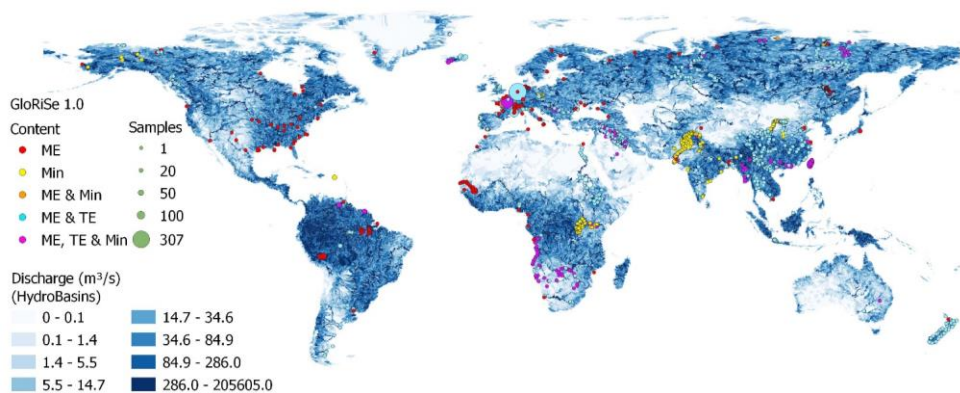 GloRiSe 1.0
Content
ME
Min
ME & Min
ME & TE
ME, TE & Min
Samples
1
20
50
100
307
Discharge (m³/s)
(HydroBasins)
0 - 0.1
0.1 - 1.4
1.4 - 5.5
5.5 - 14.7
14.7 - 34.6
34.6 - 84.9
84.9 - 286.0
286.0 - 205605.0